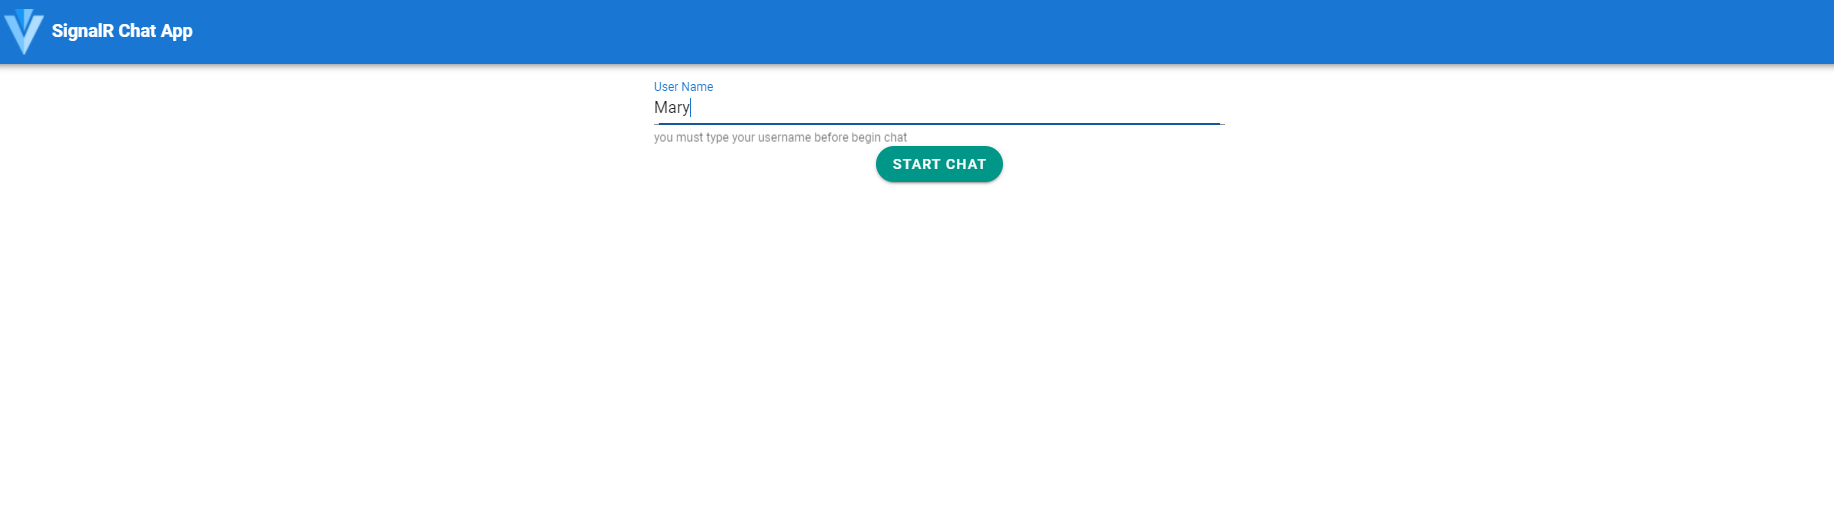 SignalR Chat App
User Name
Mary
you must type your username before begin chat
START CHAT